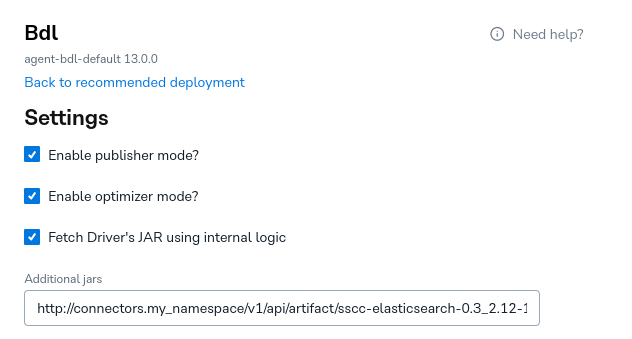 Bdl
Need help?
agent-bdl-default 13.0.0
Back to recommended deployment
Settings
Enable publisher mode?
Enable optimizer mode?
Fetch Driver's JAR using internal logic
Additional jars
http://connectors.my_namespace/v1/api/artifact/sscc-elasticsearch-0.3_2.12-1